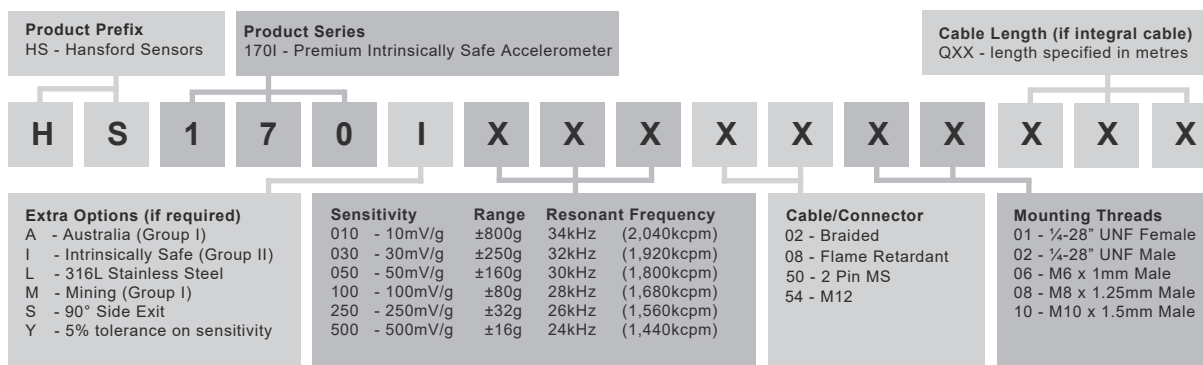 Product Prefix
HS - Hansford Sensors
Product Series
170I - Premium Intrinsically Safe Accelerometer
Cable Length (if integral cable)
QXX - length specified in metres
H S 1 7 0 I X X X X X X X X X X
Extra Options (if required)
A - Australia (Group I)
I - Intrinsically Safe (Group II)
L - 316L Stainless Steel
M - Mining (Group I)
S - 90° Side Exit
Y - 5% tolerance on sensitivity
Sensitivity Range Resonant Frequency
010 - 10mV/g ±800g 34kHz (2,040kcpm)
030 - 30mV/g ±250g 32kHz (1,920kcpm)
050 - 50mV/g ±160g 30kHz (1,800kcpm)
100 - 100mV/g ±80g 28kHz (1,680kcpm)
250 - 250mV/g ±32g 26kHz (1,560kcpm)
500 - 500mV/g ±16g 24kHz (1,440kcpm)
Cable/Connector
02 - Braided
08 - Flame Retardant
50 - 2 Pin MS
54 - M12
Mounting Threads
01 - ¼-28” UNF Female
02 - ¼-28” UNF Male
06 - M6 x 1mm Male
08 - M8 x 1.25mm Male
10 - M10 x 1.5mm Male